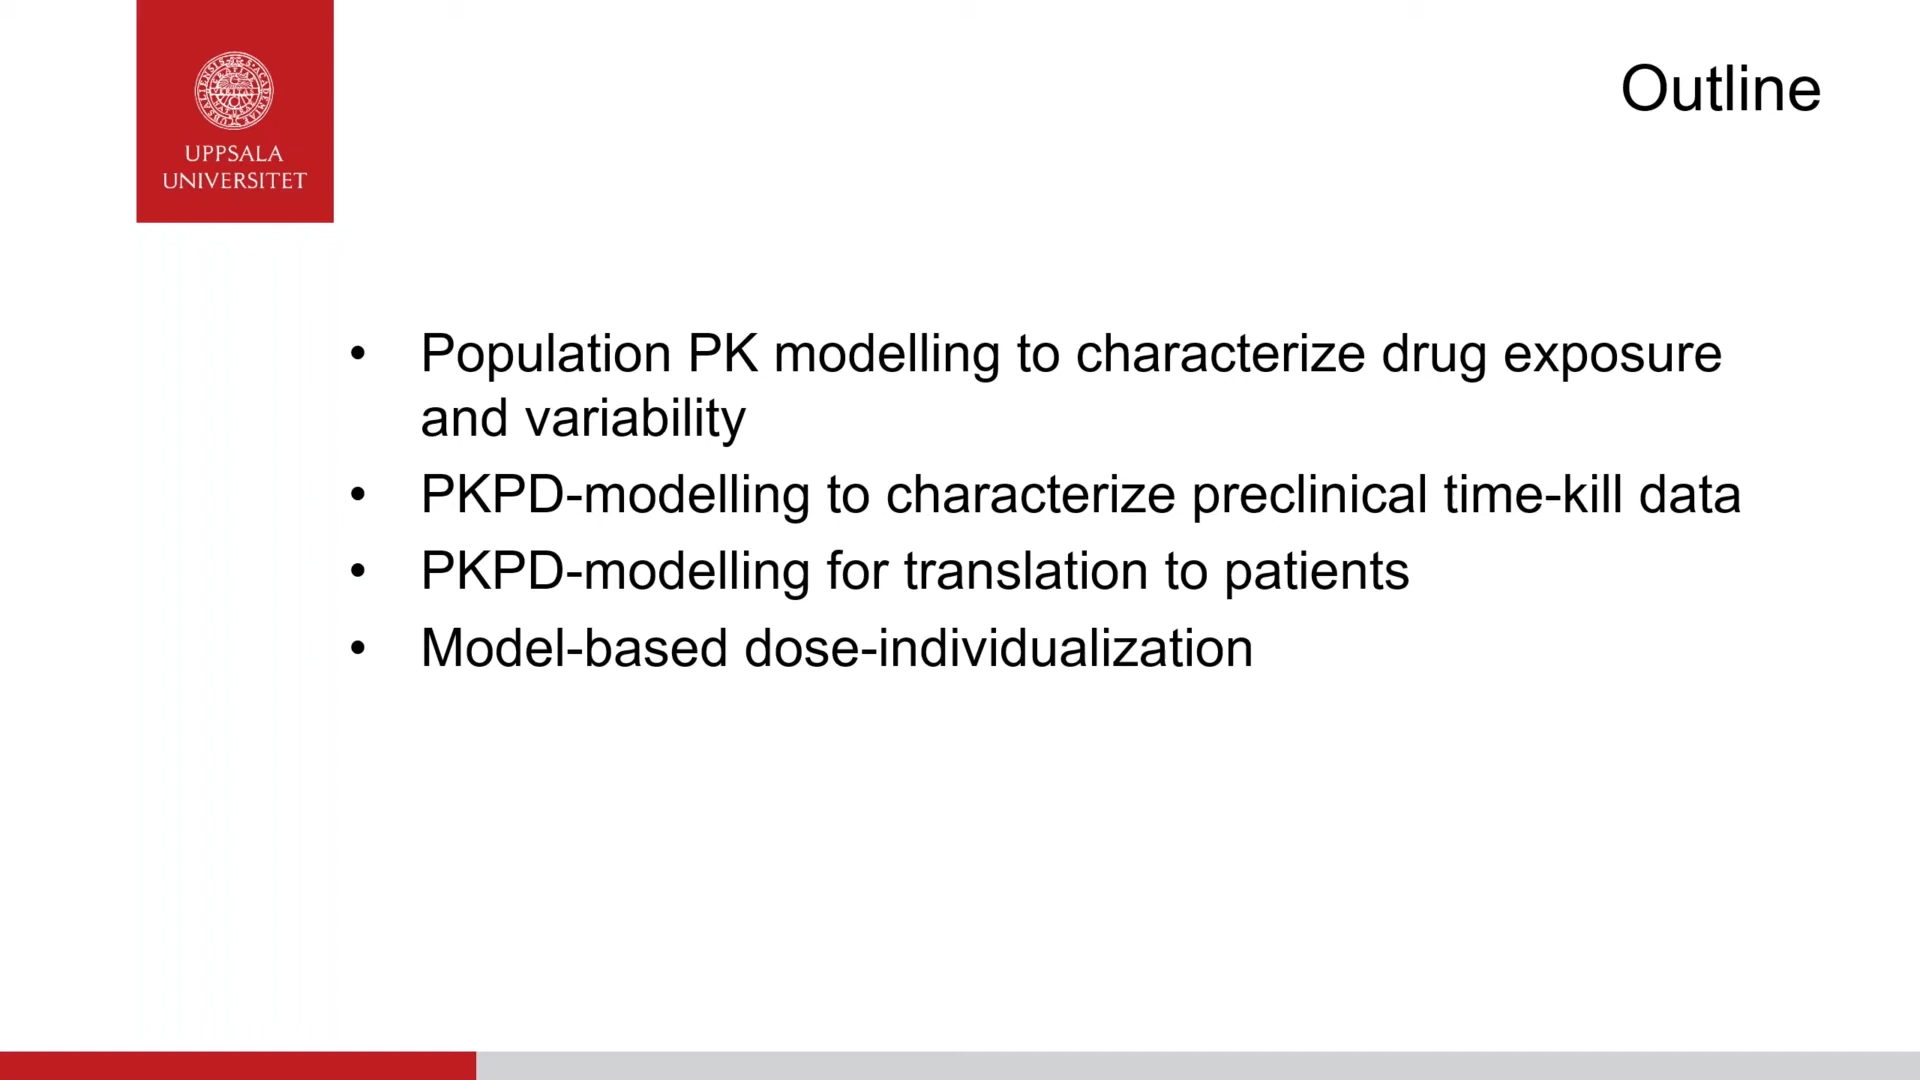 UPPSALA
UNIVERSITET
Outline
• Population PK modelling to characterize drug exposure
and variability
• PKPD-modelling to characterize preclinical time-kill data
• PKPD-modelling for translation to patients
• Model-based dose-individualization